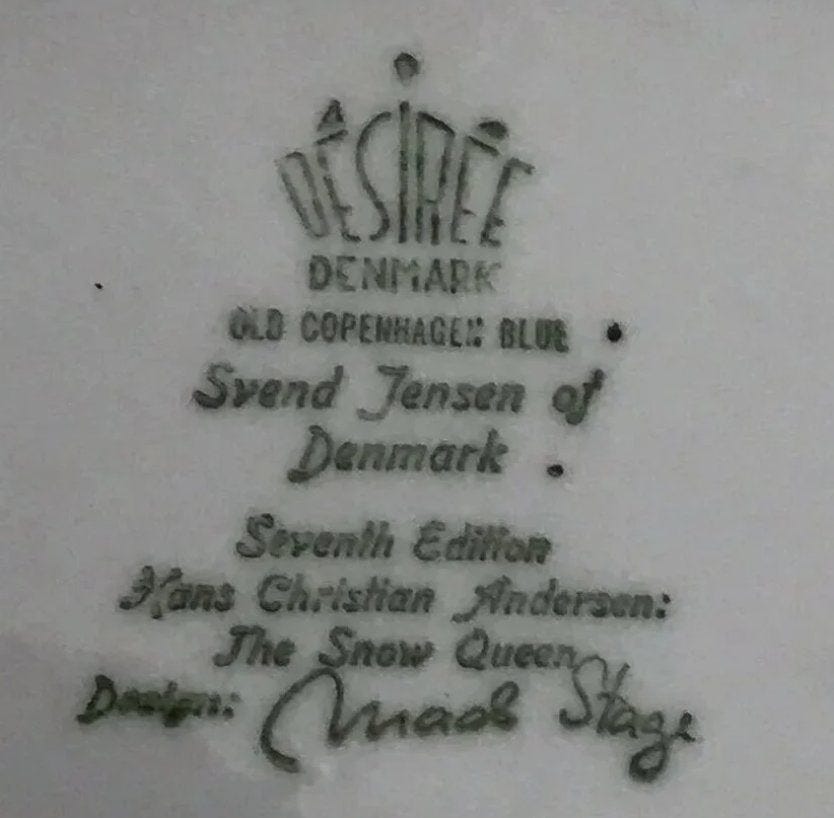 DÉSIRÉE
DENMARK
OLD COPENHAGEN BLUE
Svend Jensen of
Denmark
Seventh Edition
Hans Christian Andersen:
The Snow Queen
Design: Mads Stage